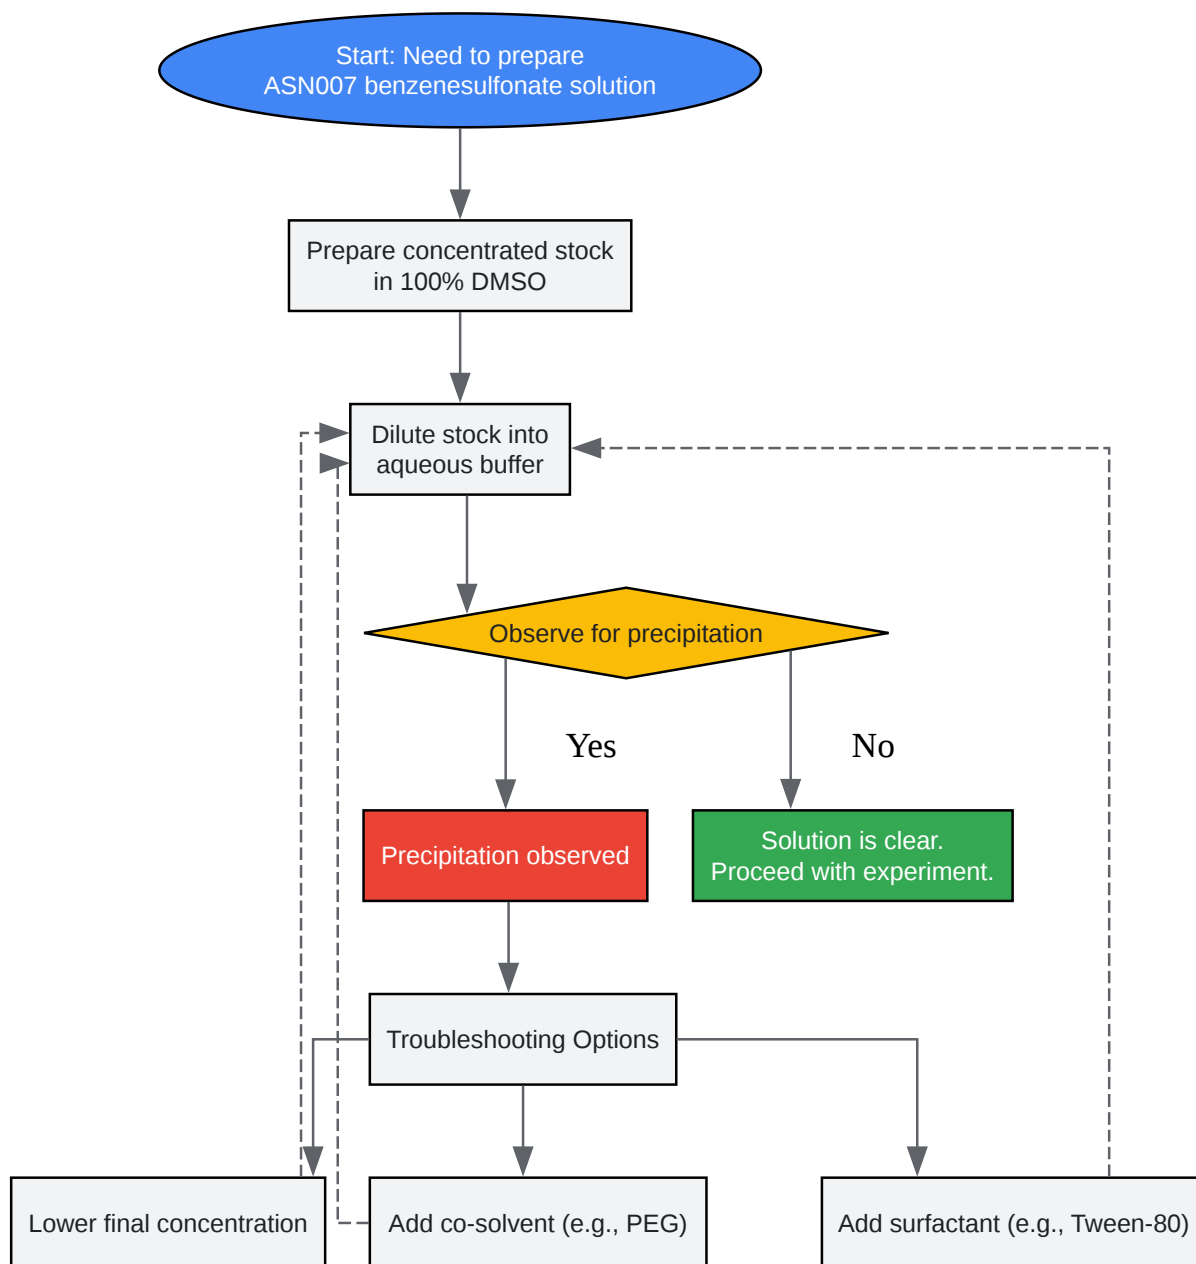 Start: Need to prepare
ASN007 benzenesulfonate solution
Prepare concentrated stock
in 100% DMSO
Dilute stock into
aqueous buffer
Observe for precipitation
Yes
No
Precipitation observed
Solution is clear.
Proceed with experiment.
Troubleshooting Options
Lower final concentration
Add co-solvent (e.g., PEG)
Add surfactant (e.g., Tween-80)